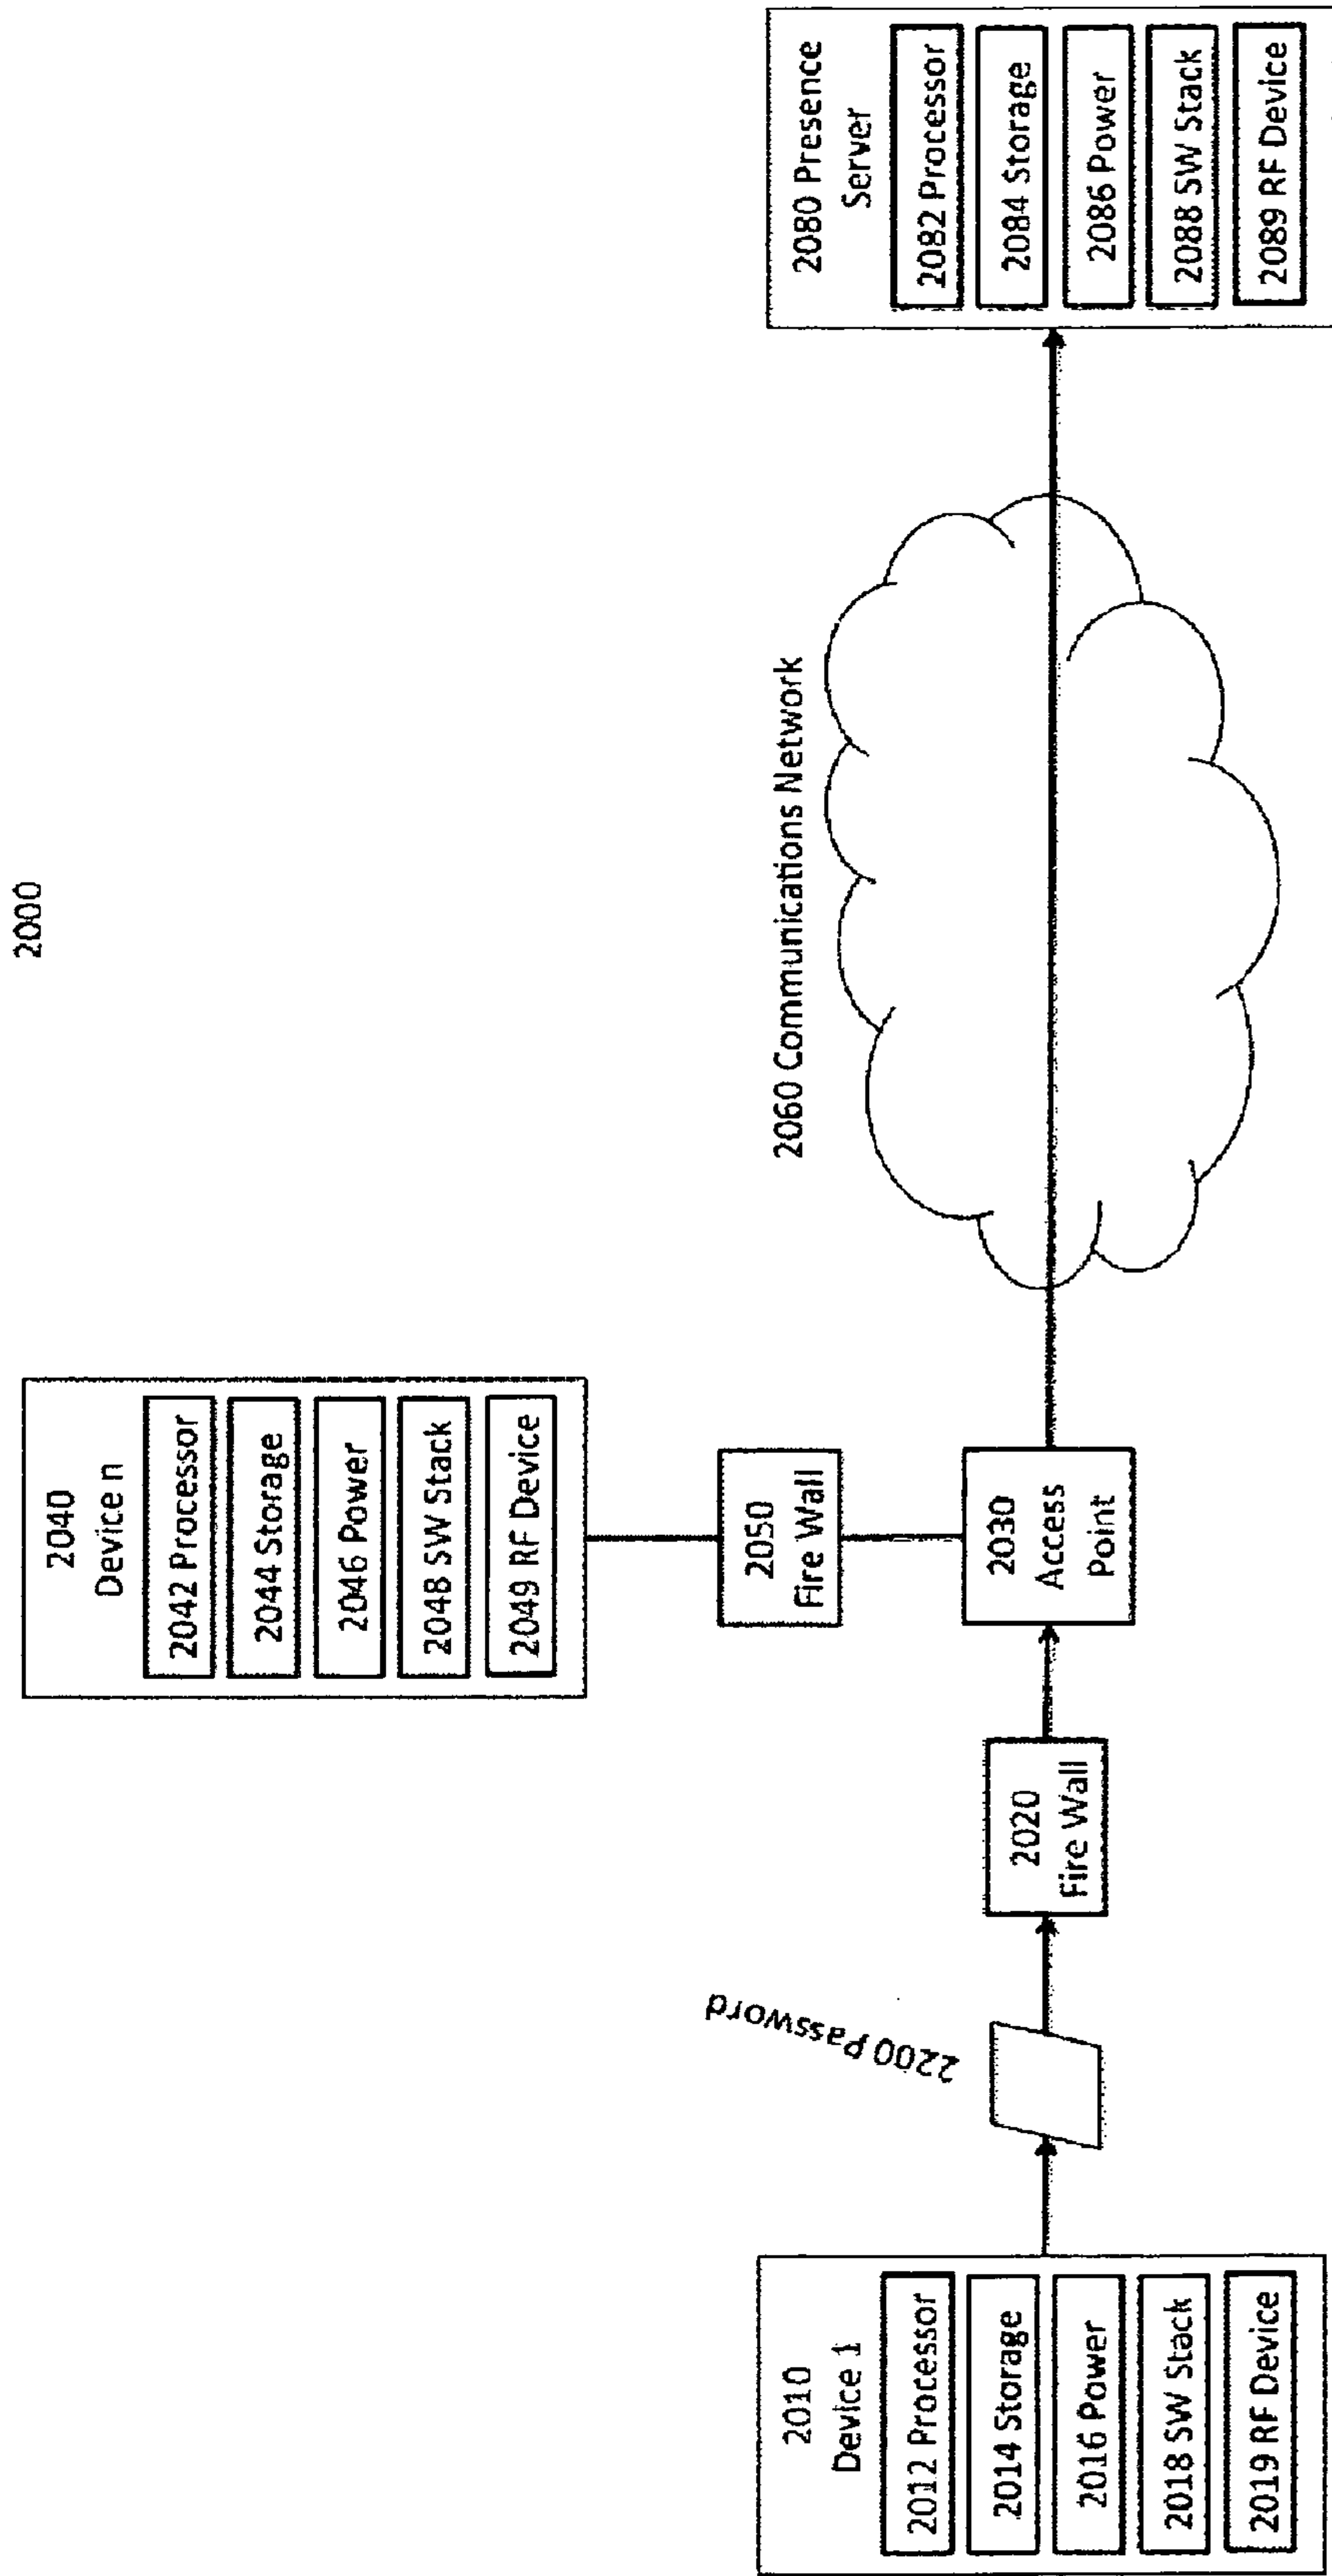 2000
2040
Device n
2042 Processor
2044 Storage
2046 Power
2048 SW Stack
2049 RF Device
2050
Fire Wall
2060 Communications Network
2080 Presence
Server
2082 Processor
2084 Storage
2086 Power
2088 SW Stack
2089 RF Device
2010
Device 1
2012 Processor
2014 Storage
2016 Power
2018 SW Stack
2019 RF Device
2200 Password
2020
Fire Wall
2030
Access
Point